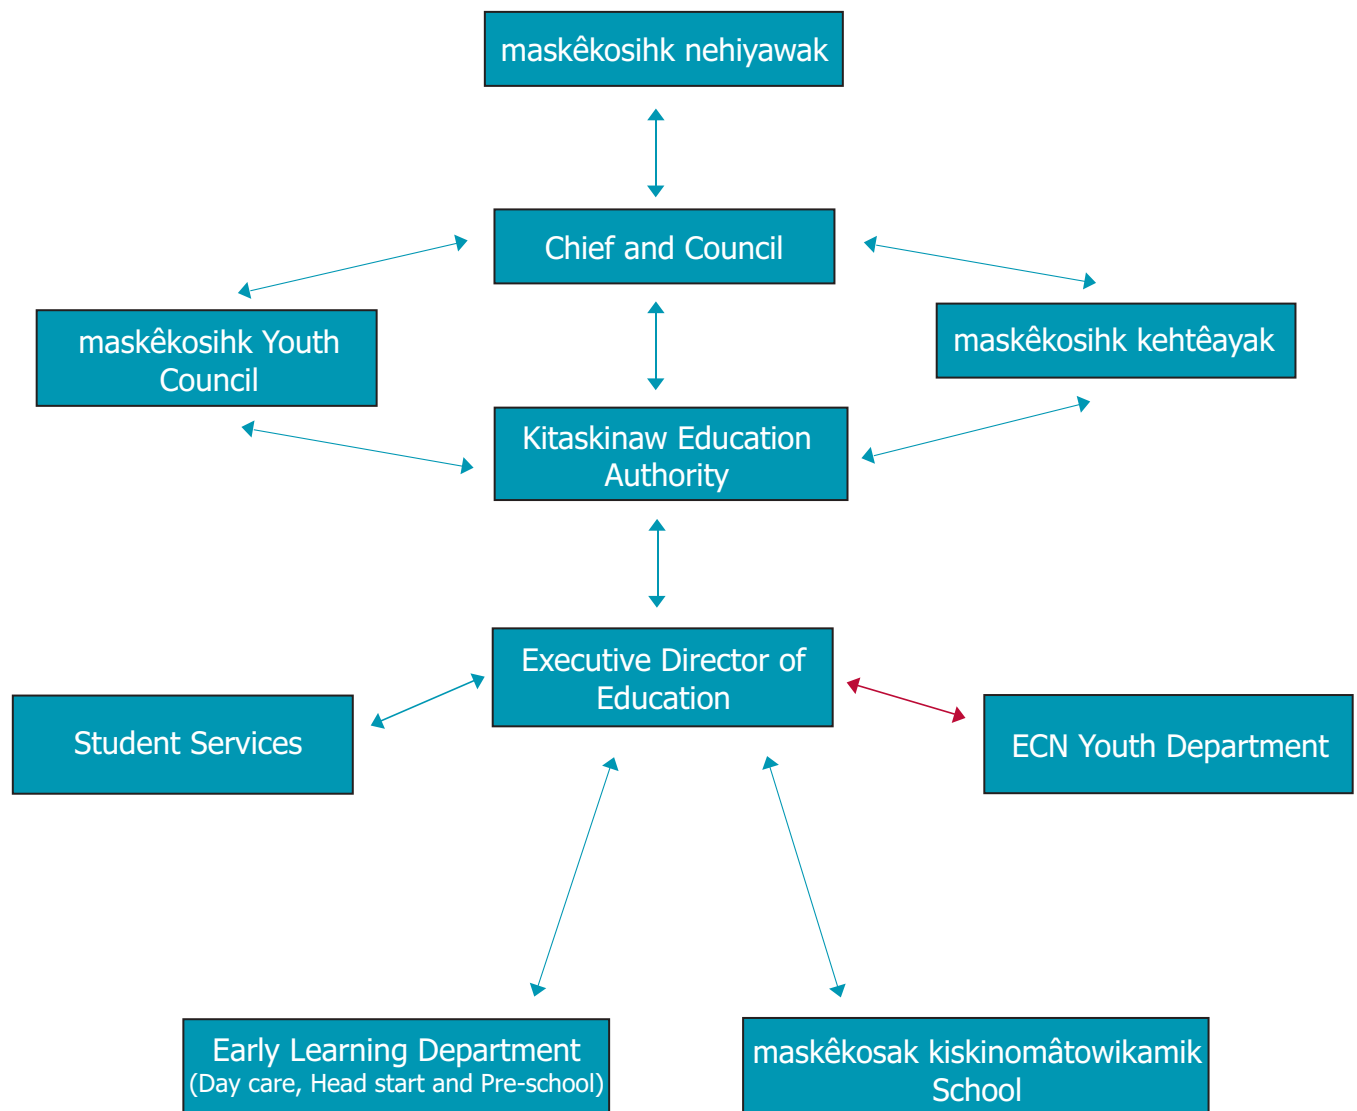 maskêkosihk nehiyawak
Chief and Council
maskêkosihk Youth
Council
maskêkosihk kehtêayak
Kitaskinaw Education
Authority
Executive Director of
Education
Student Services
ECN Youth Department
Early Learning Department
(Day care, Head start and Pre-school)
maskêkosak kiskinomâtowikamik
School